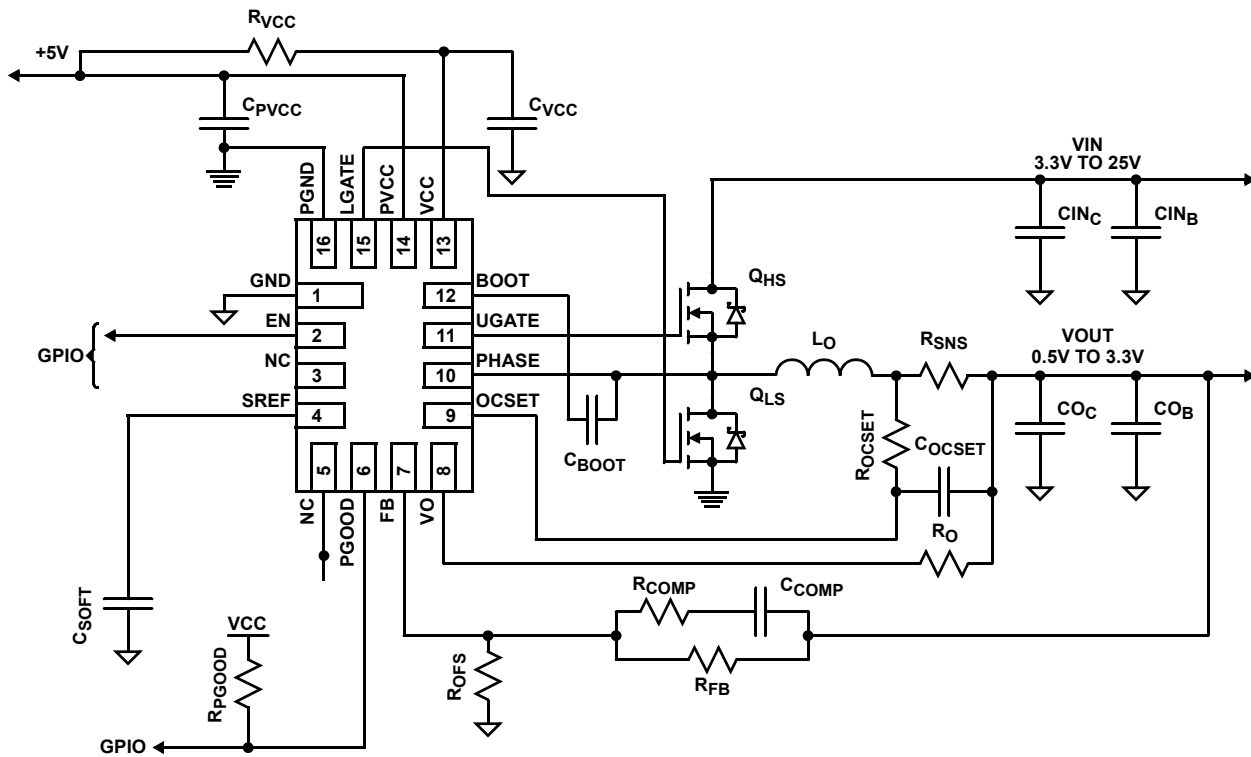 RVCC
+5V
CPVCC
CVCC
VIN
3.3V TO 25V
PGND
LGATE
PVCC
VCC
CINC
CINB
16
15
14
13
GND
1
12
BOOT
QHS
EN
2
11
UGATE
GPIO
NC
3
10
PHASE
LO
RSNS
VOUT
0.5V TO 3.3V
SREF
4
9
OCSET
QLS
CBOOT
ROCSET
COCSET
COC
COB
5
6
7
8
NC
PGOOD
FB
VO
RO
CSOFT
RCOMP
CCOMP
VCC
RPGOOD
ROFS
RFB
GPIO